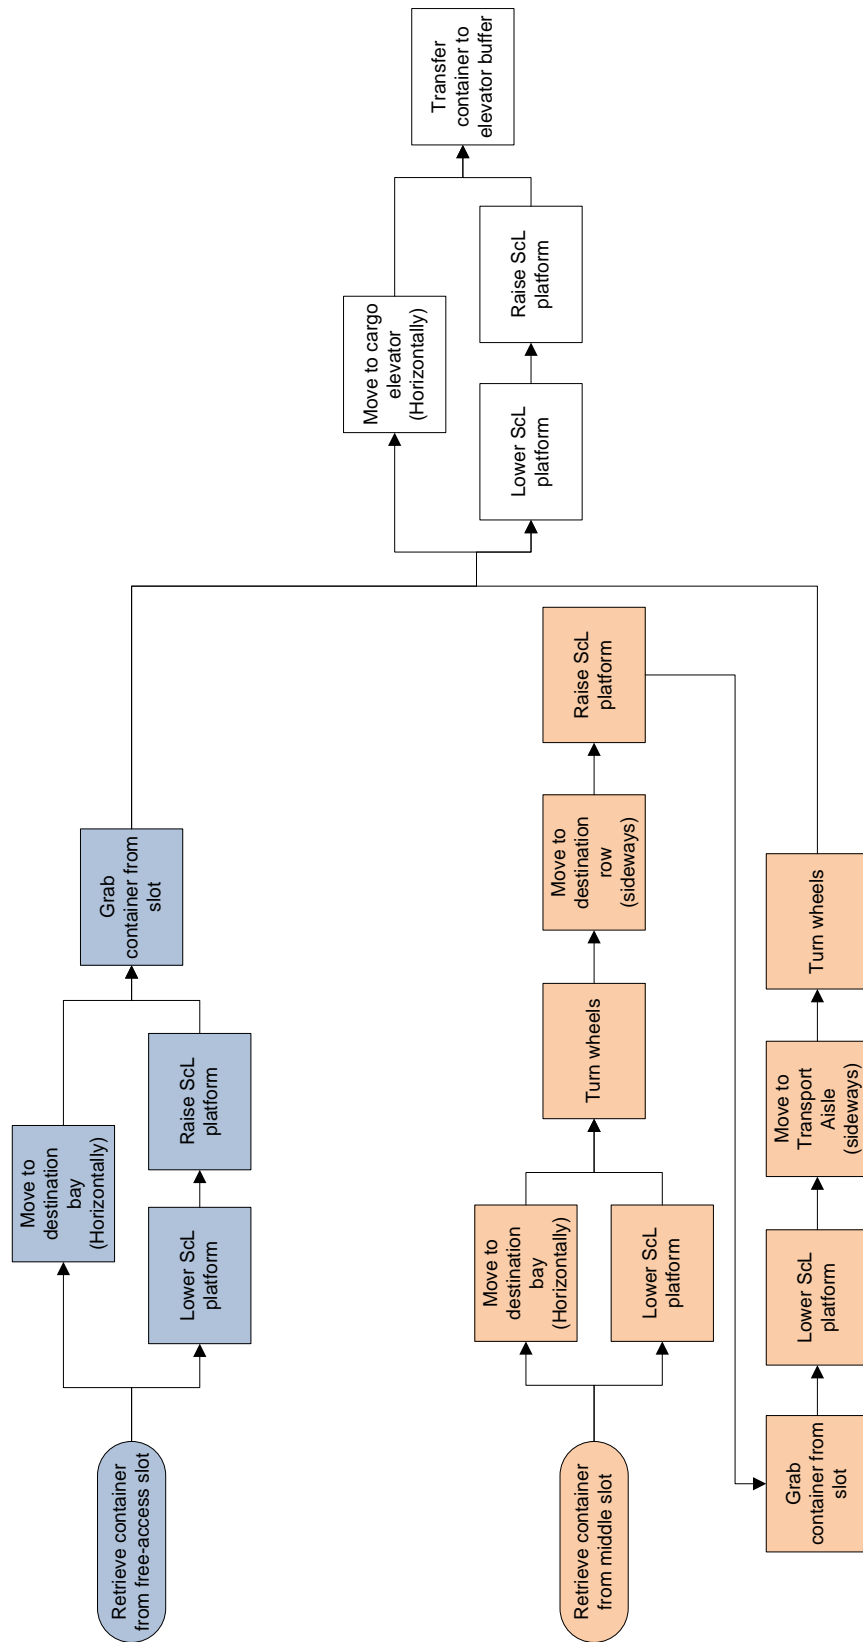 Retrieve container
from free-access slot
Move to
destination
bay
(Horizontally)
Lower ScL
platform
Raise ScL
platform
Grab
container from
slot
Retrieve container
from middle slot
Move to
destination
bay
(Horizontally)
Lower ScL
platform
Turn wheels
Move to
destination
row
(sideways)
Raise ScL
platform
Grab
container from
slot
Lower ScL
platform
Move to
Transport
Aisle
(sideways)
Turn wheels
Move to cargo
elevator
(Horizontally)
Lower ScL
platform
Raise ScL
platform
Transfer
container to
elevator buffer